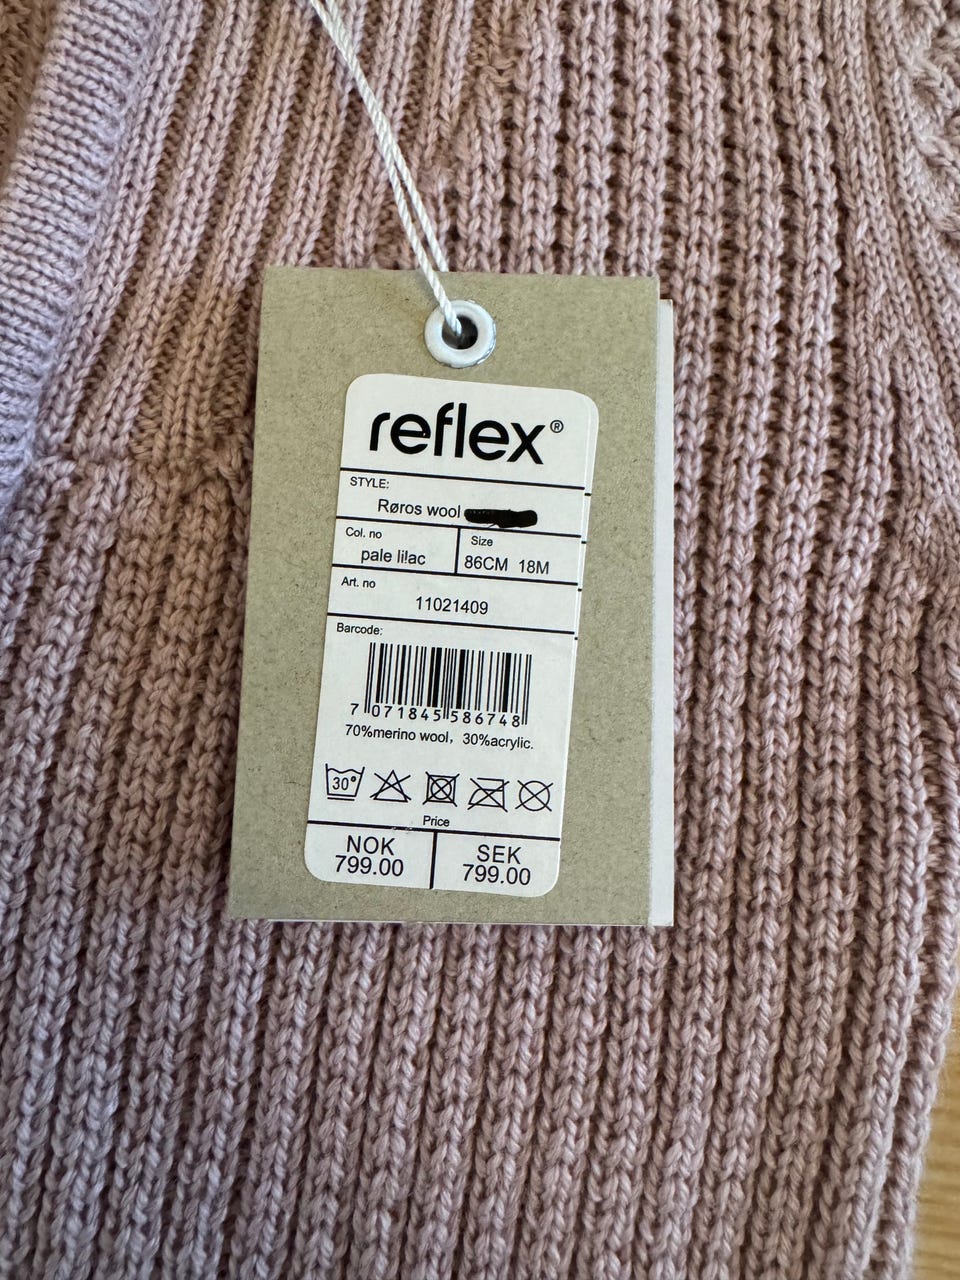 reflex®
STYLE:
Røros wool
Col. no
pale lilac
Size
86CM 18M
Art. no
11021409
Barcode:
7 071845 586748
70%merino wool, 30%acrylic.
30°
Price
NOK
799.00
SEK
799.00